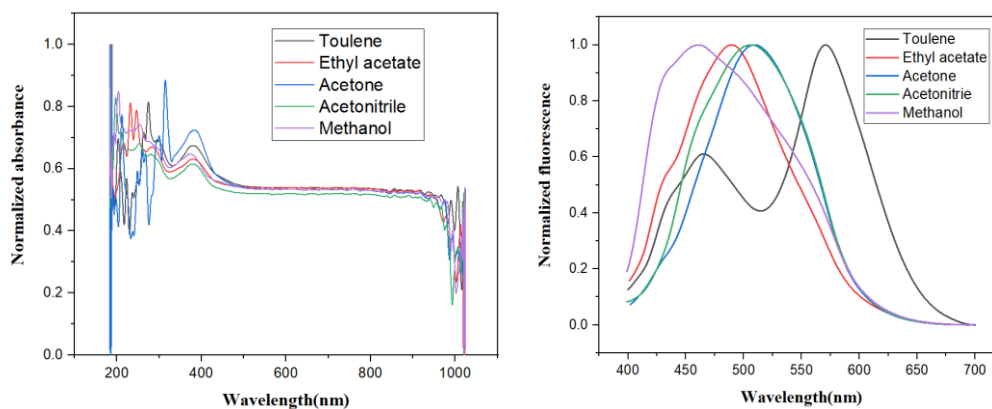 Normalized absorbance
1.0
0.8
0.6
0.4
0.2
0.0
200
400
600
800
1000
Wavelength(nm)
Toulene
Ethyl acetate
Acetone
Acetonitrile
Methanol
Normalized fluorescence
1.0
0.8
0.6
0.4
0.2
0.0
400
450
500
550
600
650
700
Wavelength(nm)
Toulene
Ethyl acetate
Acetone
Acetonitrie
Methanol